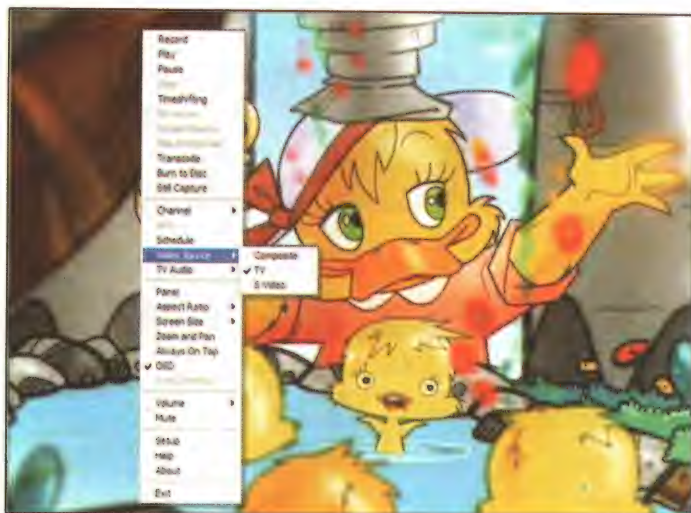 Record
Play
Pause
Timeshifting
Transcode
Burn to Disc
Still Capture
Channel
Schedule
Video Source
TV Audio
Composite
TV
S-Video
Panel
Aspect Ratio
Screen Size
Zoom and Pan
Always On Top
OSD
Volume
Mute
Setup
Help
About
Exit